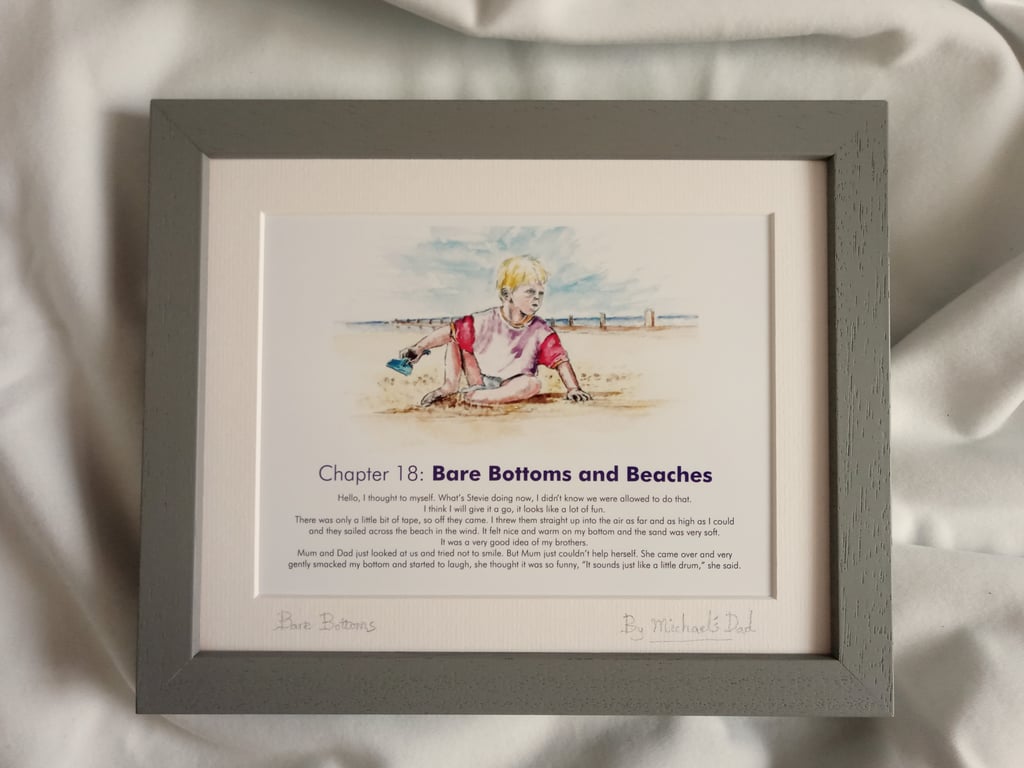 Chapter 18: Bare Bottoms and Beaches
Hello, I thought to myself. What's Stevie doing now, I didn't know we were allowed to do that.
I think I will give it a go, it looks like a lot of fun.
There was only a little bit of tape, so off they came. I threw them straight up into the air as far and as high as I could
and they sailed across the beach in the wind. It felt nice and warm on my bottom and the sand was very soft.
It was a very good idea of my brothers.
Mum and Dad just looked at us and tried not to smile. But Mum just couldn't help herself. She came over and very
gently smacked my bottom and started to laugh, she thought it was so funny, "It sounds just like a little drum," she said.
Bare Bottoms By Michael's Dad